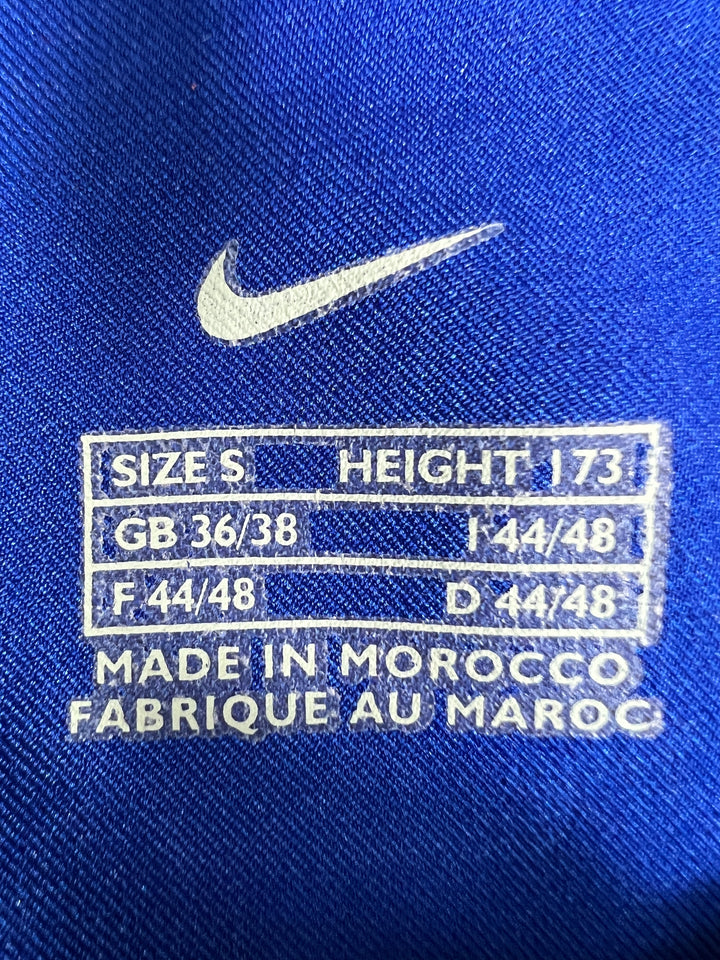 SIZE S HEIGHT 173
GB 36/38 I 44/48
F 44/48 D 44/48
MADE IN MOROCCO
FABRIQUE AU MAROC